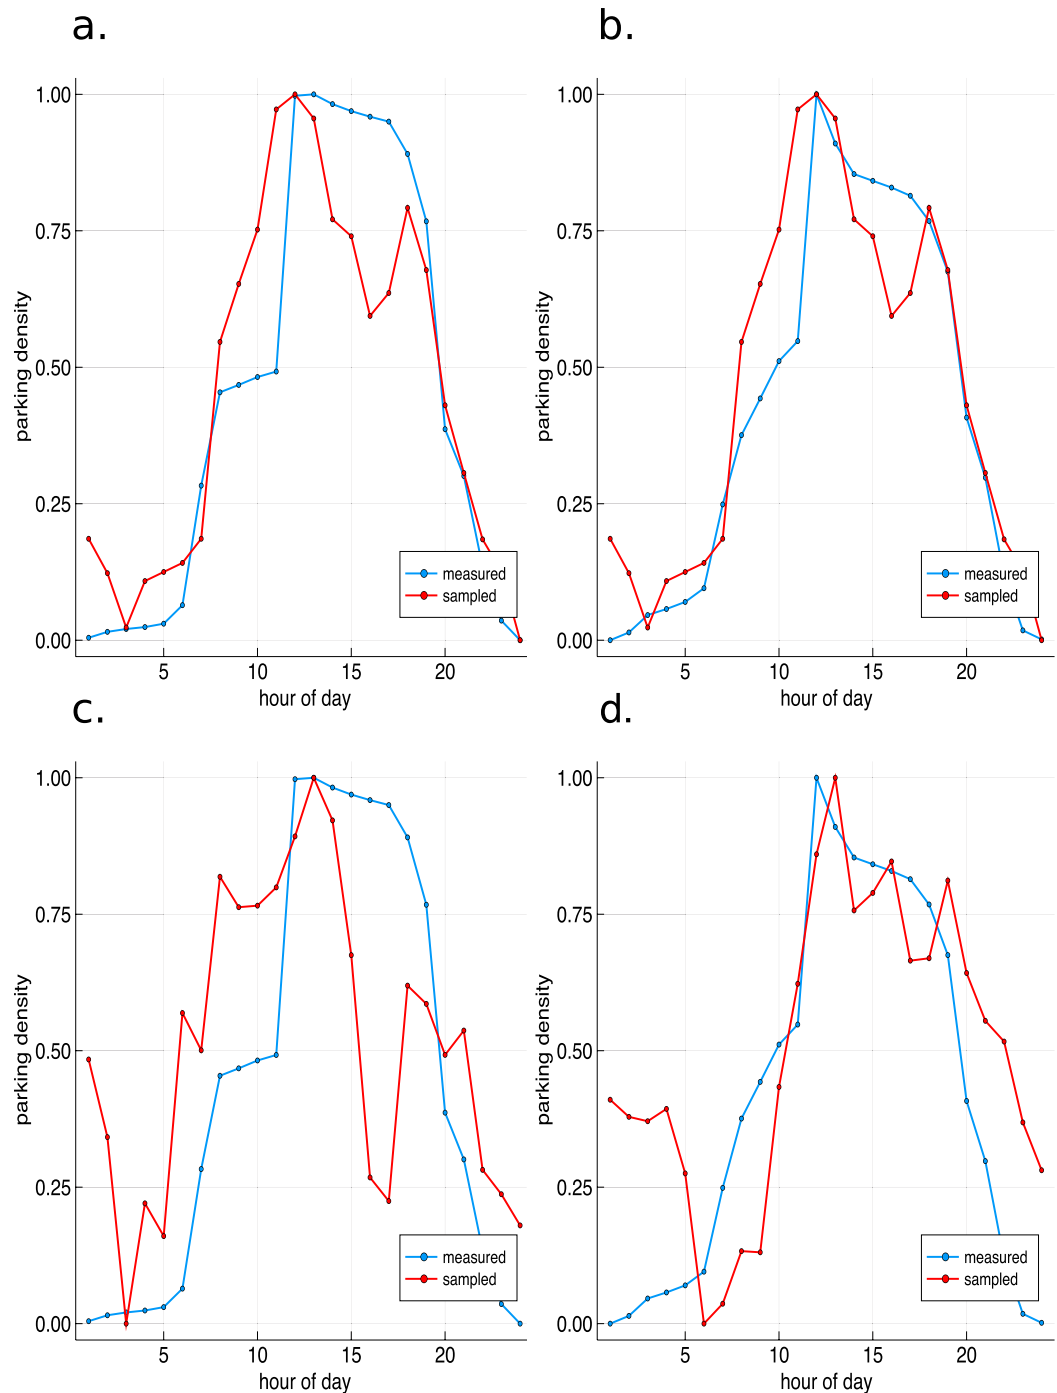 a.
1.00
0.75
0.50
0.25
0.00
parking density
5 10 15 20
hour of day
measured
sampled
b.
1.00
0.75
0.50
0.25
0.00
parking density
5 10 15 20
hour of day
measured
sampled
c.
1.00
0.75
0.50
0.25
0.00
parking density
5 10 15 20
hour of day
measured
sampled
d.
1.00
0.75
0.50
0.25
0.00
parking density
5 10 15 20
hour of day
measured
sampled